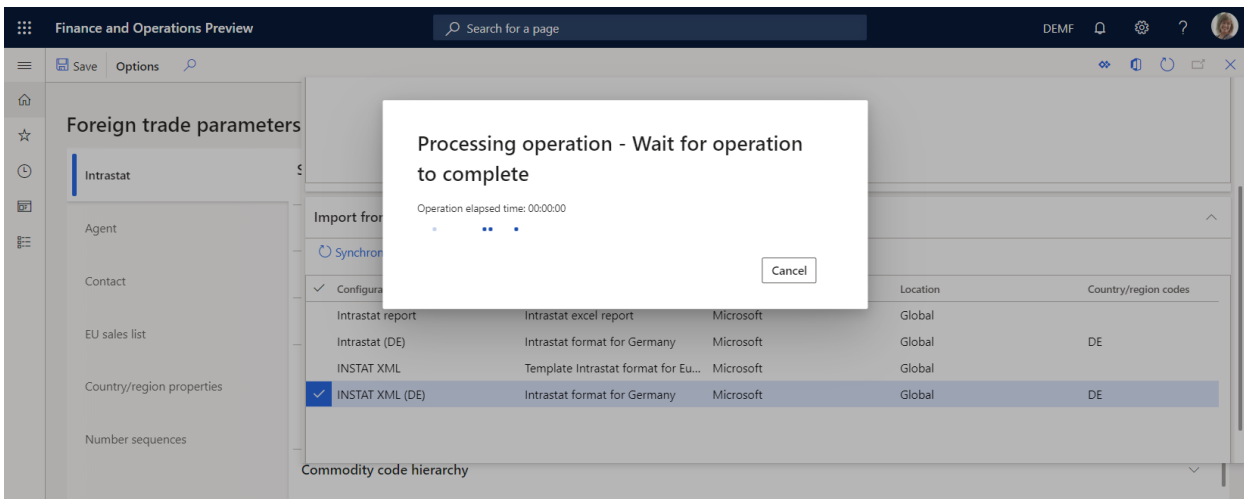 Finance and Operations Preview
Search for a page
DEMF
?
Save Options
Foreign trade parameters
Intrastat
Agent
Contact
EU sales list
Country/region properties
Number sequences
Processing operation - Wait for operation
to complete
Operation elapsed time: 00:00:00
Cancel
Import from
Synchron
Configura Location Country/region codes
Intrastat report Intrastat excel report Microsoft Global
Intrastat (DE) Intrastat format for Germany Microsoft Global DE
INSTAT XML Template Intrastat format for Eu... Microsoft Global
INSTAT XML (DE) Intrastat format for Germany Microsoft Global DE
Commodity code hierarchy